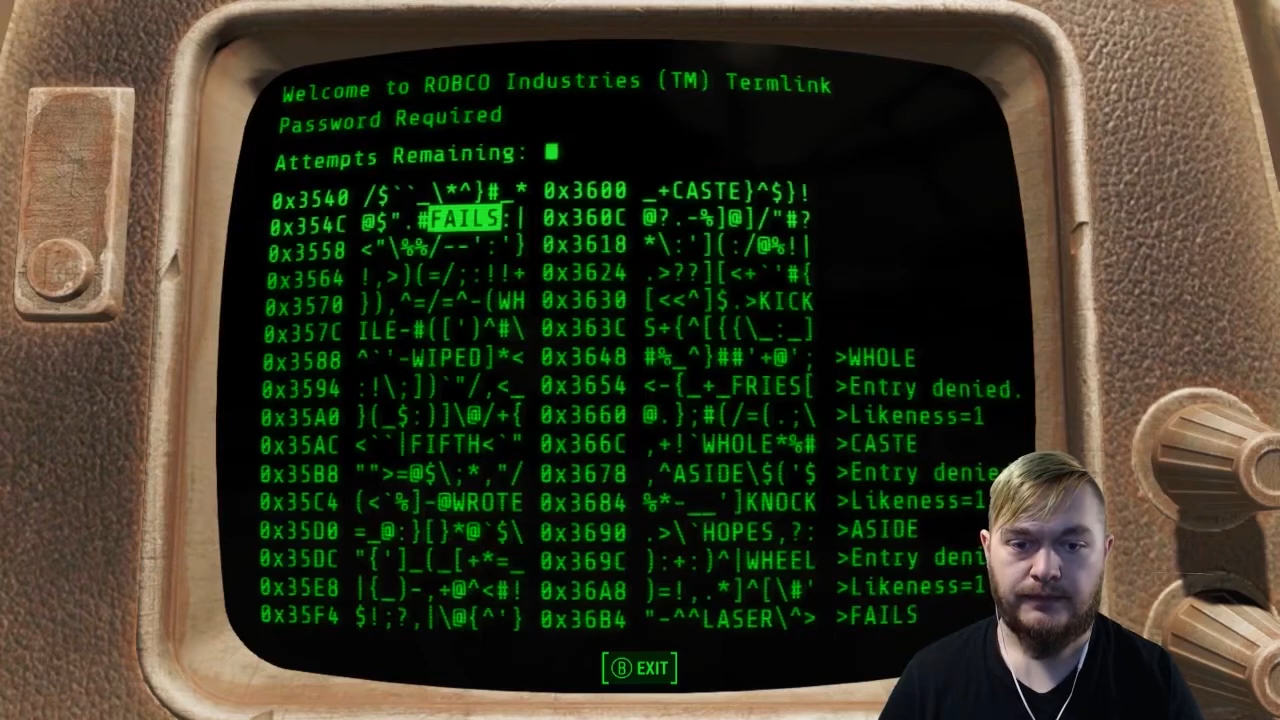 Welcome to ROBCO Industries (TM) Termlink
Password Required
Attempts Remaining: ■
0x3540 /$``_\*^}#_* 0x3600 _+CASTE}^$}!
0x354C @$".#FAILS:| 0x360C @?.-%]@]/"#?
0x3558 <"\%%/--':'} 0x3618 *\:'](:/@%!|
0x3564 !,>)(=/;:!!+ 0x3624 .>??][<+`'#{
0x3570 }),^=/=^-(WH 0x3630 [<<^]$.>KICK
0x357C ILE-#([')^#\ 0x363C S+{^[{{\_:_]
0x3588 ^`'-WIPED]*< 0x3648 #%_^}##'+@'; >WHOLE
0x3594 :!\;])`"/,<_ 0x3654 <-{_+_FRIES[ >Entry denied.
0x35A0 }(_$:)]\@/+{ 0x3660 @.};#(/=(.;\ >Likeness=1
0x35AC <``|FIFTH<`" 0x366C ,+!`WHOLE*%# >CASTE
0x35B8 "">=@$\;*,"/ 0x3678 ,^ASIDE\$('$ >Entry denie
0x35C4 (<`%]-@WROTE 0x3684 %*-__']KNOCK >Likeness=1
0x35D0 =_@:}[}*@`$\ 0x3690 .>\`HOPES,?: >ASIDE
0x35DC "{']_(_[+*=_ 0x369C ):+:)^|WHEEL >Entry deni
0x35E8 |{_)-,+@^<#! 0x36A8 )=!,.*]^[\#' >Likeness=1
0x35F4 $!;?,|\@{^'} 0x36B4 "-^^LASER\^> >FAILS
Ⓑ EXIT